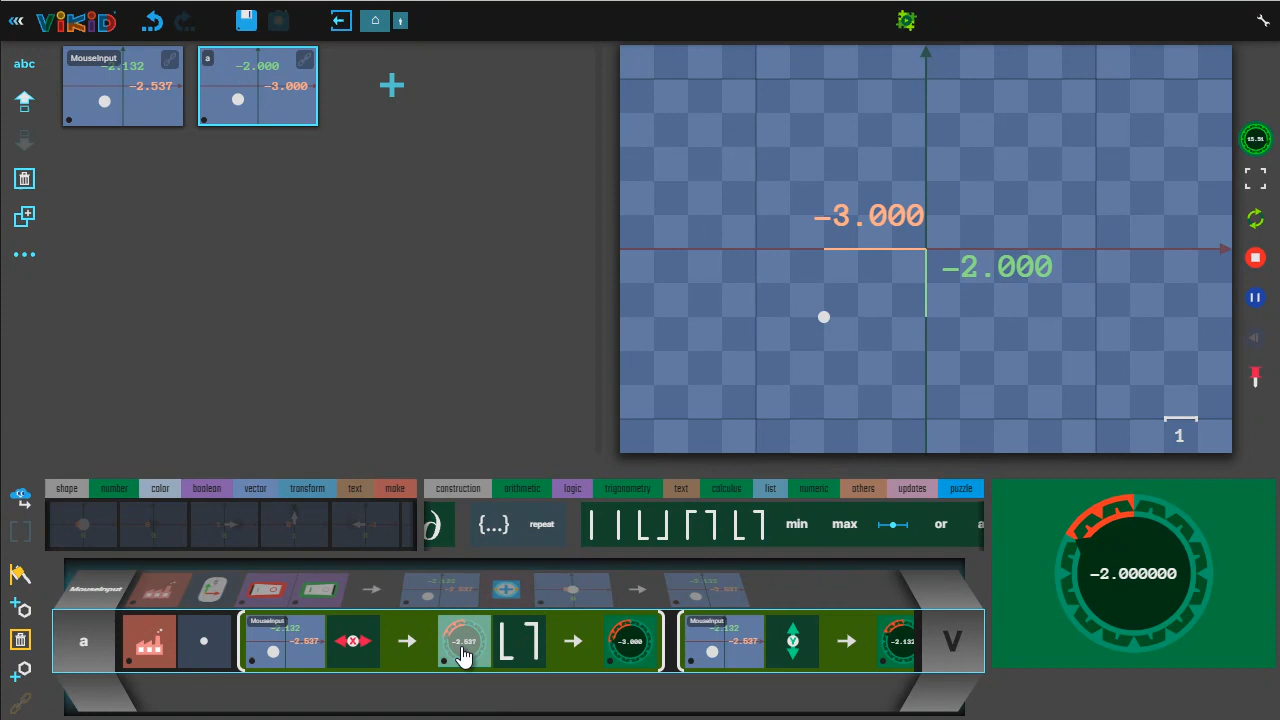 ViKiD
abc
MouseInput
-2.132
-2.537
a
-2.000
-3.000
-3.000
-2.000
1
15.51
shape number color boolean vector transform text make
construction arithmetic logic trigonometry text calculus list numeric others updates puzzle
{...} repeat min max or a
MouseInput
a
MouseInput
-2.132
-2.537
X
-2.537
-3.000
MouseInput
-2.132
-2.537
Y
-2.132
V
-2.000000